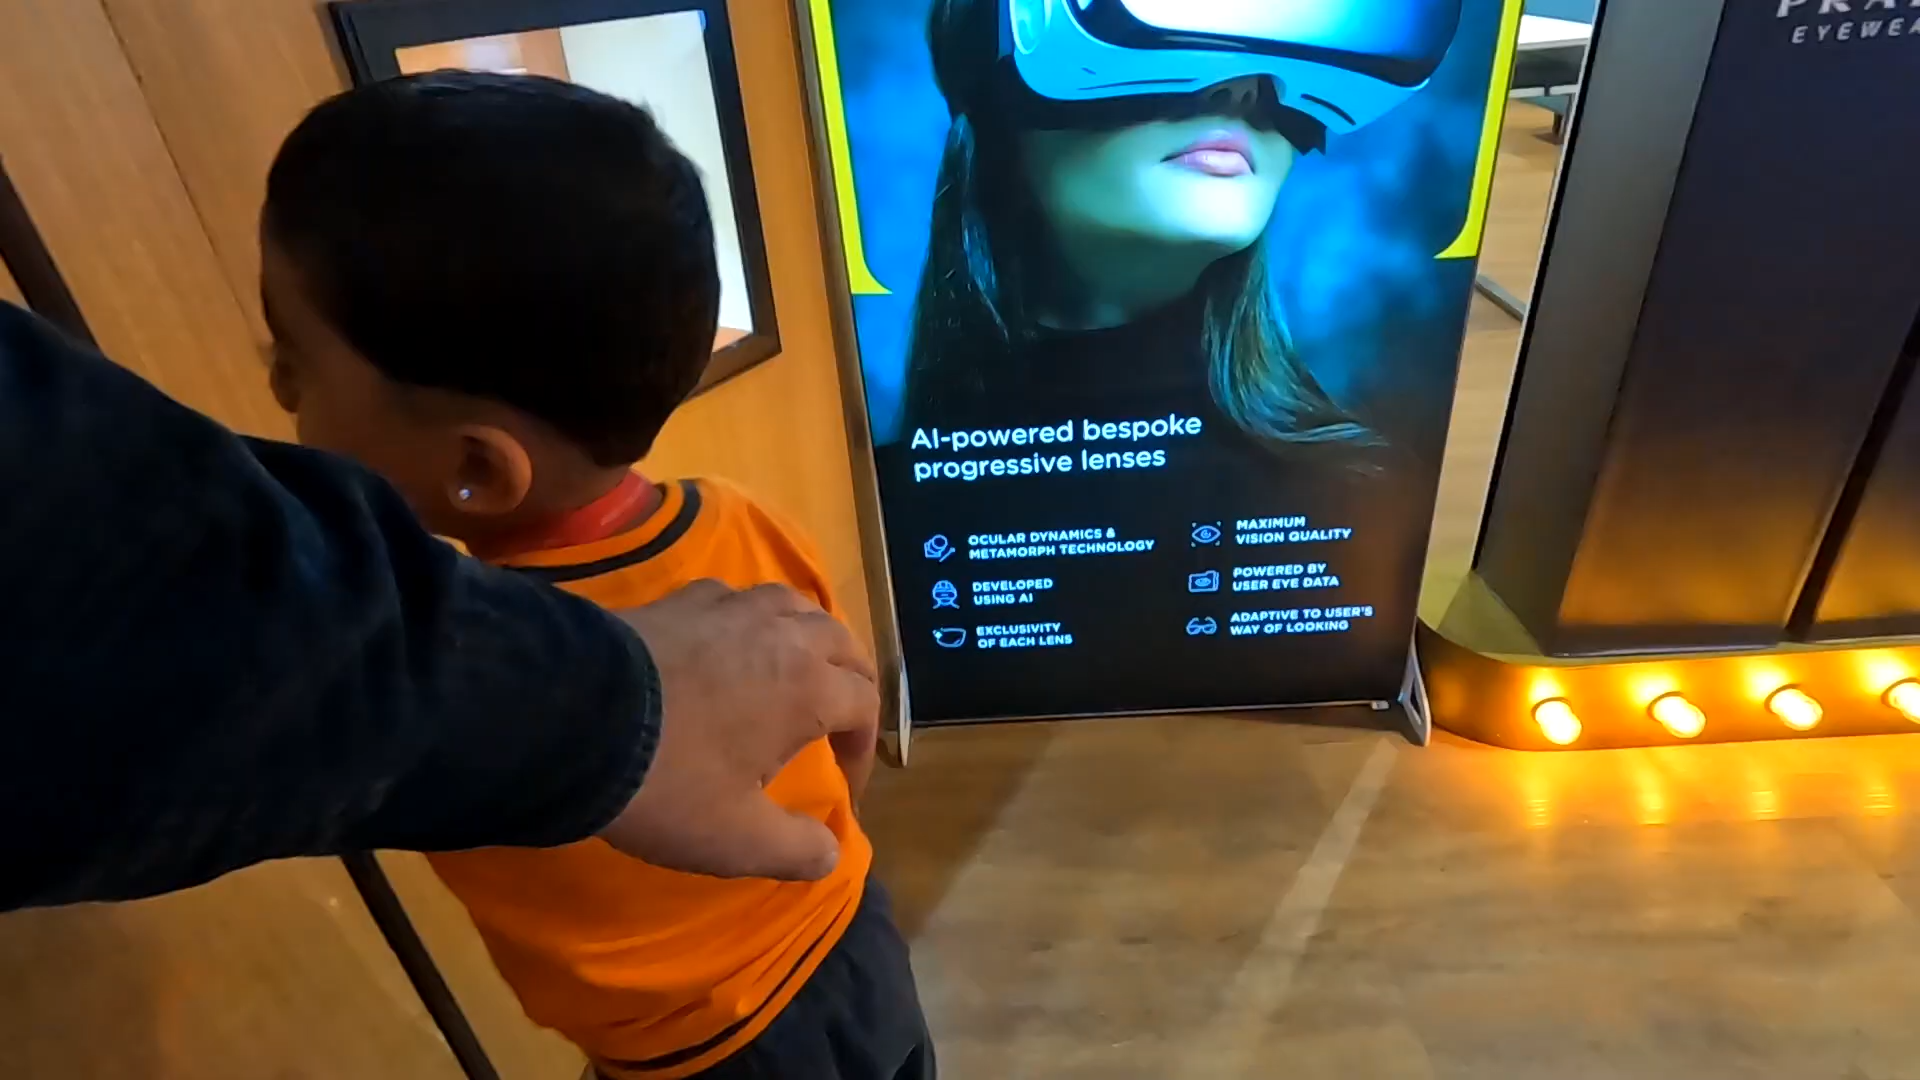 AI-powered bespoke
progressive lenses
OCULAR DYNAMICS &
METAMORPH TECHNOLOGY
DEVELOPED
USING AI
EXCLUSIVITY
OF EACH LENS
MAXIMUM
VISION QUALITY
POWERED BY
USER EYE DATA
ADAPTIVE TO USER'S
WAY OF LOOKING